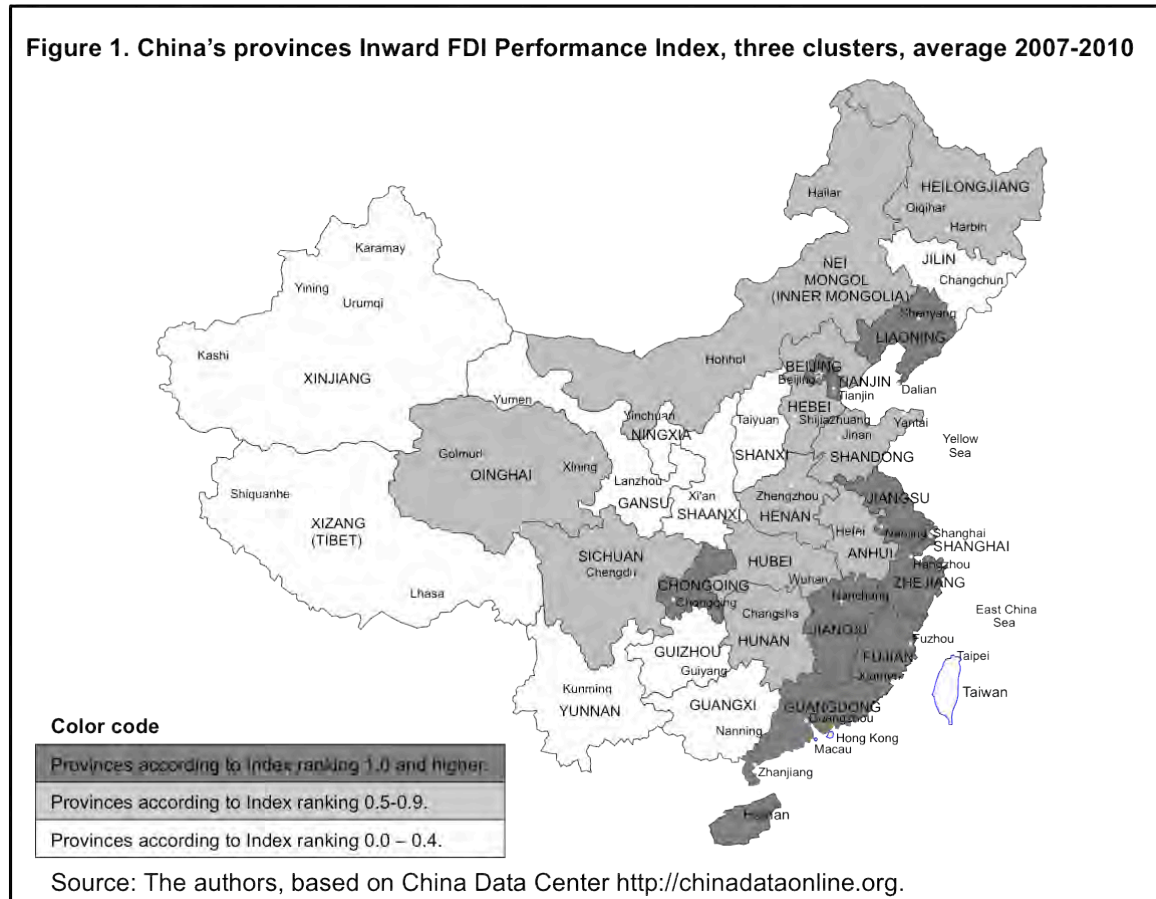 Figure 1. China's provinces Inward FDI Performance Index, three clusters, average 2007-2010
HEILONGJIANG
Hailar
Qiqihar
Harbin
JILIN
Changchun
NEI
MONGOL
(INNER MONGOLIA)
Karamay
Yining
Urumqi
Shenyang
LIAONING
Kashi
XINJIANG
Hohhot
BEIJING
Beijing
TIANJIN
Tianjin
Dalian
Yumen
Yinchuan
NINGXIA
Taiyuan
HEBEI
Shijiazhuang
Yantai
Jinan
Yellow
Sea
Golmud
QINGHAI
Xining
SHANXI
SHANDONG
Lanzhou
GANSU
Xi'an
SHAANXI
Zhengzhou
HENAN
JIANGSU
Shiquanhe
XIZANG
(TIBET)
Hefei
ANHUI
Nanjing
Shanghai
SHANGHAI
SICHUAN
Chengdu
HUBEI
Wuhan
Hangzhou
ZHEJIANG
CHONGQING
Chongqing
Lhasa
Nanchang
Changsha
HUNAN
JIANGXI
East China
Sea
GUIZHOU
Guiyang
Fuzhou
FUJIAN
Xiamen
Taipei
Taiwan
Kunming
YUNNAN
GUANGXI
Nanning
GUANGDONG
Guangzhou
Hong Kong
Macau
Zhanjiang
Hainan
Color code
Provinces according to Index ranking 1.0 and higher.
Provinces according to Index ranking 0.5-0.9.
Provinces according to Index ranking 0.0 – 0.4.
Source: The authors, based on China Data Center http://chinadataonline.org.